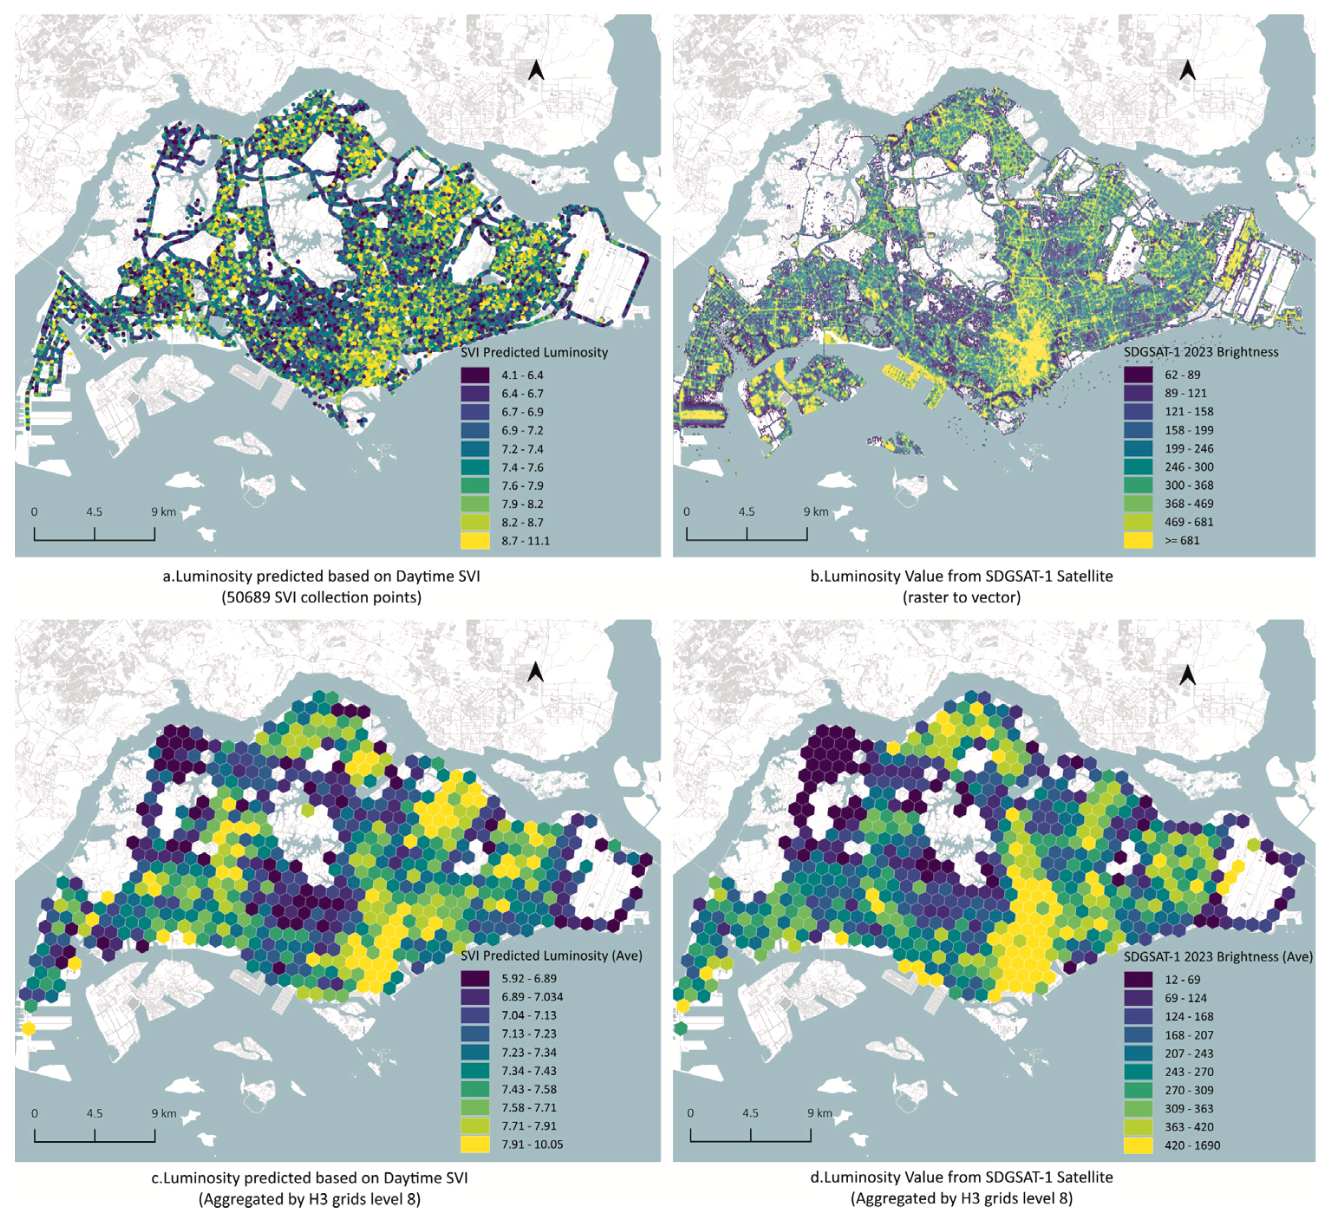 SVI Predicted Luminosity
4.1 - 6.4
6.4 - 6.7
6.7 - 6.9
6.9 - 7.2
7.2 - 7.4
7.4 - 7.6
7.6 - 7.9
7.9 - 8.2
8.2 - 8.7
8.7 - 11.1
0 4.5 9 km
a.Luminosity predicted based on Daytime SVI
(50689 SVI collection points)
SDGSAT-1 2023 Brightness
62 - 89
89 - 121
121 - 158
158 - 199
199 - 246
246 - 300
300 - 368
368 - 469
469 - 681
>= 681
0 4.5 9 km
b.Luminosity Value from SDGSAT-1 Satellite
(raster to vector)
SVI Predicted Luminosity (Ave)
5.92 - 6.89
6.89 - 7.034
7.04 - 7.13
7.13 - 7.23
7.23 - 7.34
7.34 - 7.43
7.43 - 7.58
7.58 - 7.71
7.71 - 7.91
7.91 - 10.05
0 4.5 9 km
c.Luminosity predicted based on Daytime SVI
(Aggregated by H3 grids level 8)
SDGSAT-1 2023 Brightness (Ave)
12 - 69
69 - 124
124 - 168
168 - 207
207 - 243
243 - 270
270 - 309
309 - 363
363 - 420
420 - 1690
0 4.5 9 km
d.Luminosity Value from SDGSAT-1 Satellite
(Aggregated by H3 grids level 8)